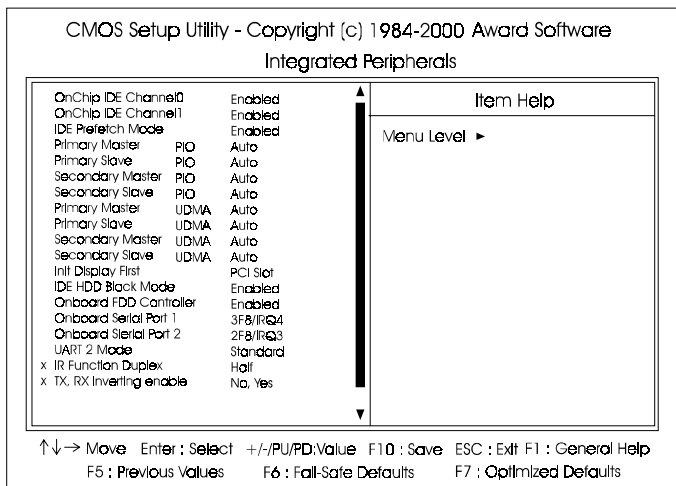 CMOS Setup Utility - Copyright (c) 1984-2000 Award Software
Integrated Peripherals
OnChip IDE Channel0 Enabled
OnChip IDE Channel1 Enabled
IDE Prefetch Mode Enabled
Primary Master PIO Auto
Primary Slave PIO Auto
Secondary Master PIO Auto
Secondary Slave PIO Auto
Primary Master UDMA Auto
Primary Slave UDMA Auto
Secondary Master UDMA Auto
Secondary Slave UDMA Auto
Init Display First PCI Slot
IDE HDD Block Mode Enabled
Onboard FDD Controller Enabled
Onboard Serial Port 1 3F8/IRQ4
Onboard Slerial Port 2 2F8/IRQ3
UART 2 Mode Standard
x IR Function Duplex Half
x TX, RX Inverting enable No, Yes
Item Help
Menu Level ►
↑↓→ Move Enter : Select +/-/PU/PD:Value F10 : Save ESC : Exit F1 : General Help
F5 : Previous Values F6 : Fail-Safe Defaults F7 : Optimized Defaults